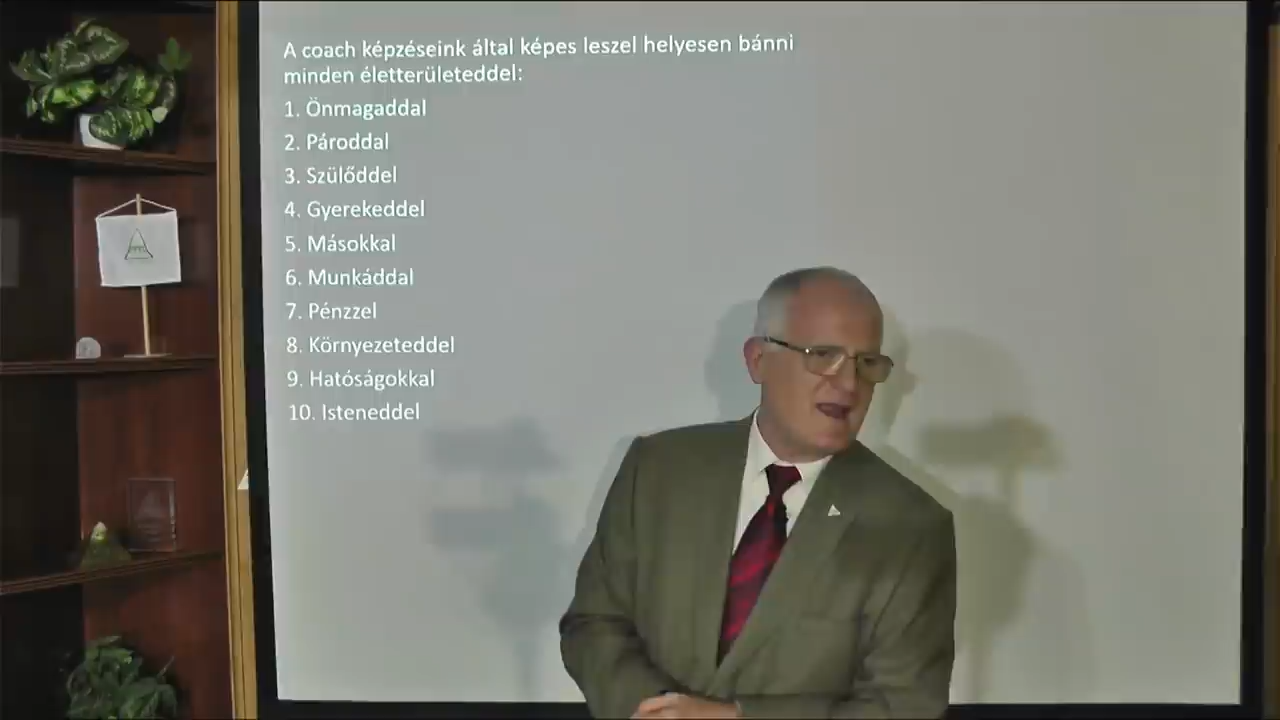 A coach képzéseink által képes leszel helyesen bánni
minden életterületeddel:
1. Önmagaddal
2. Pároddal
3. Szülőddel
4. Gyerekeddel
5. Másokkal
6. Munkáddal
7. Pénzzel
8. Környezeteddel
9. Hatóságokkal
10. Isteneddel